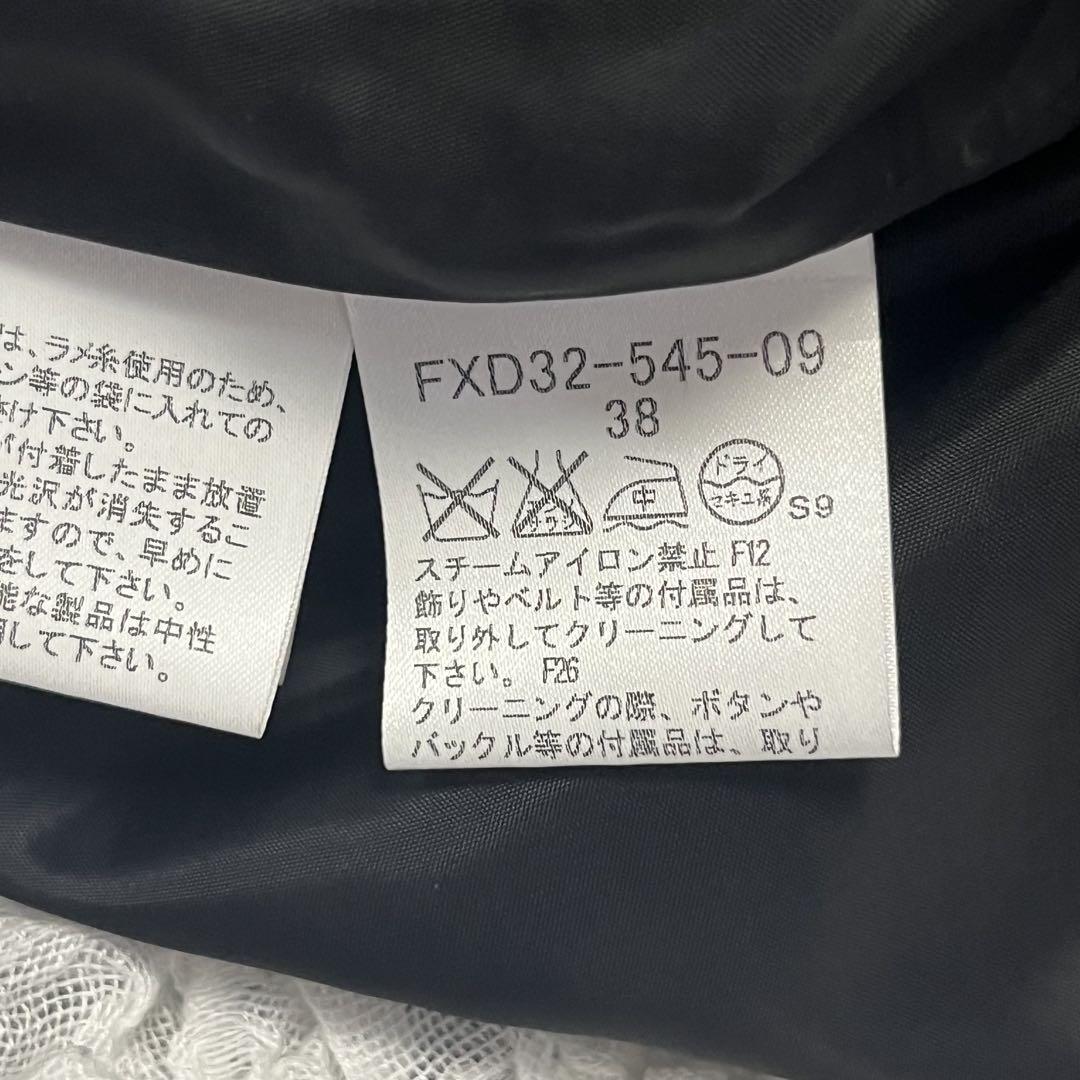 は、ラメ糸使用のため、
ン等の袋に入れての
け下さい。
が付着したまま放置
光沢が消失するこ
ますので、早めに
をして下さい。
能な製品は中性
用して下さい。
FXD32-545-09
38
サラシ
中
ドライ
セキユ系
S9
スチームアイロン禁止 F12
飾りやベルト等の付属品は、
取り外してクリーニングして
下さい。 F26
クリーニングの際、ボタンや
バックル等の付属品は、取り